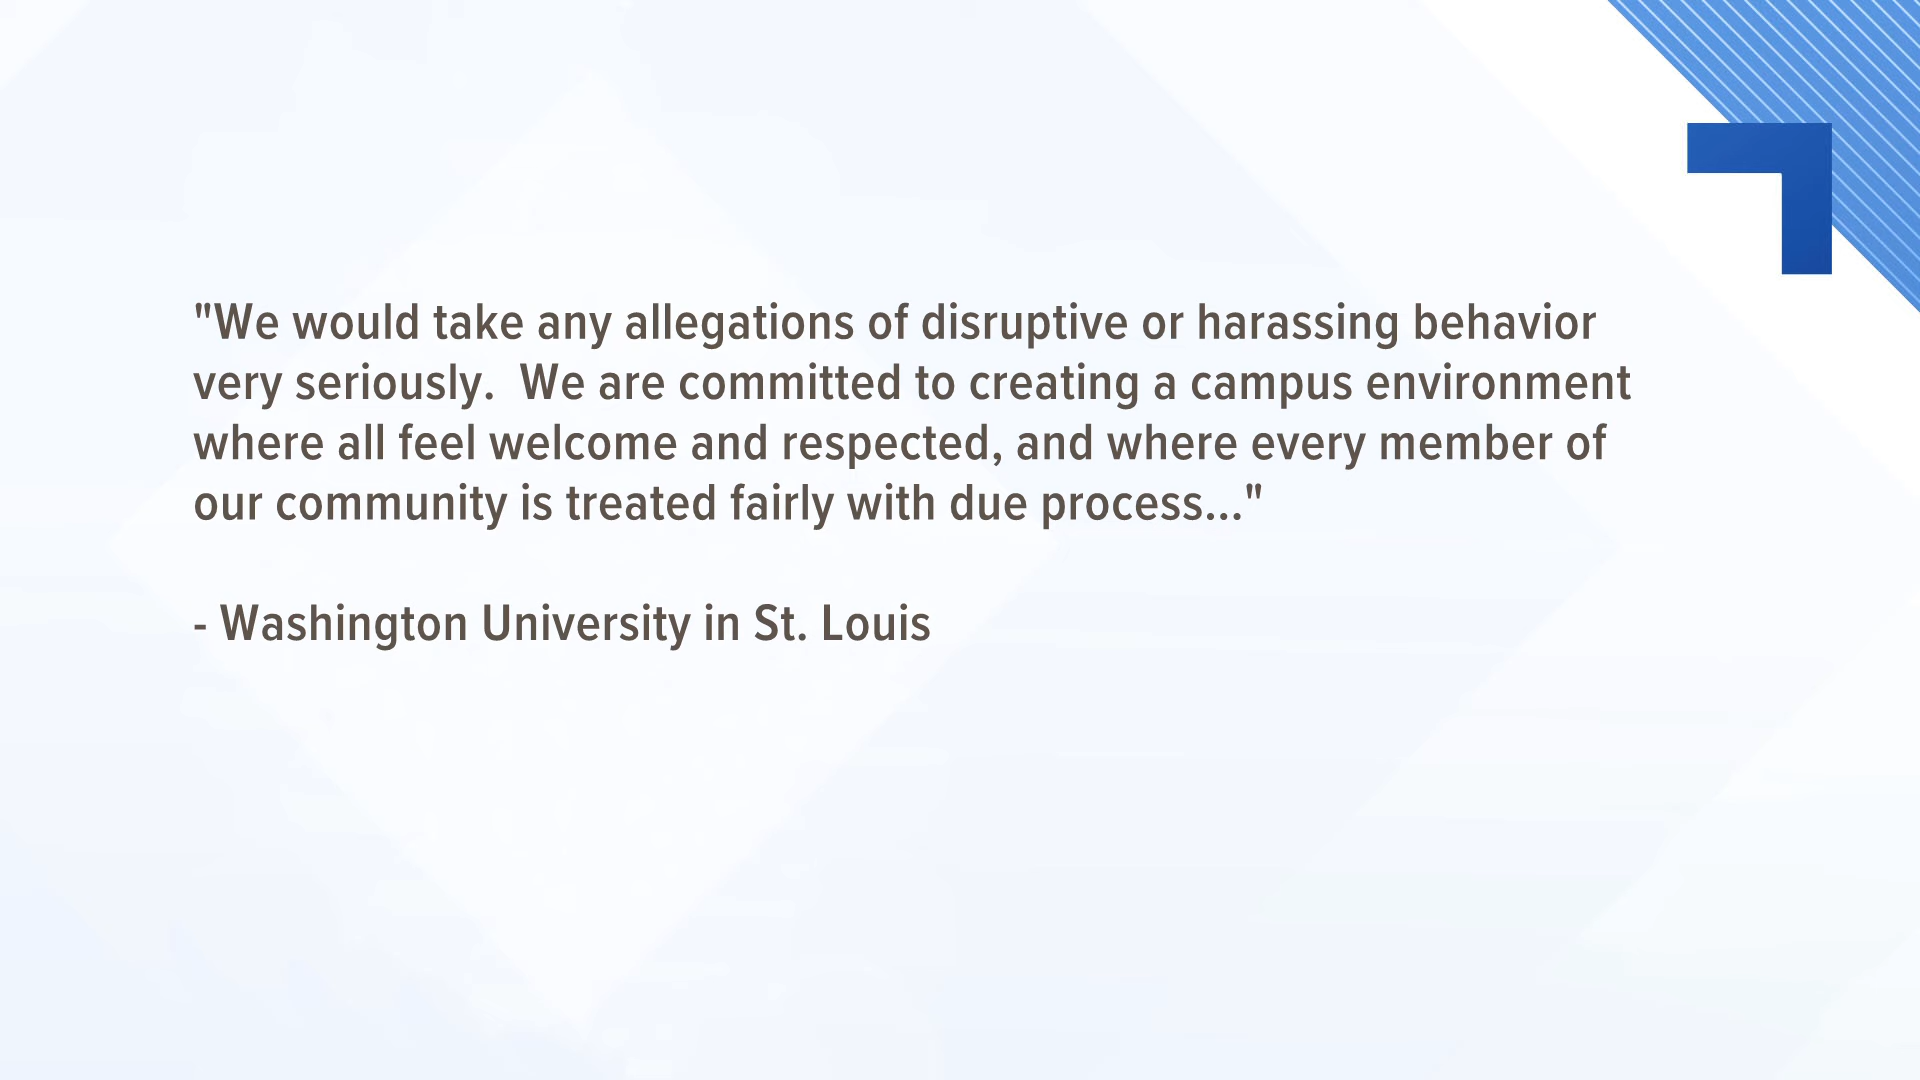 "We would take any allegations of disruptive or harassing behavior
very seriously.  We are committed to creating a campus environment
where all feel welcome and respected, and where every member of
our community is treated fairly with due process..."
- Washington University in St. Louis